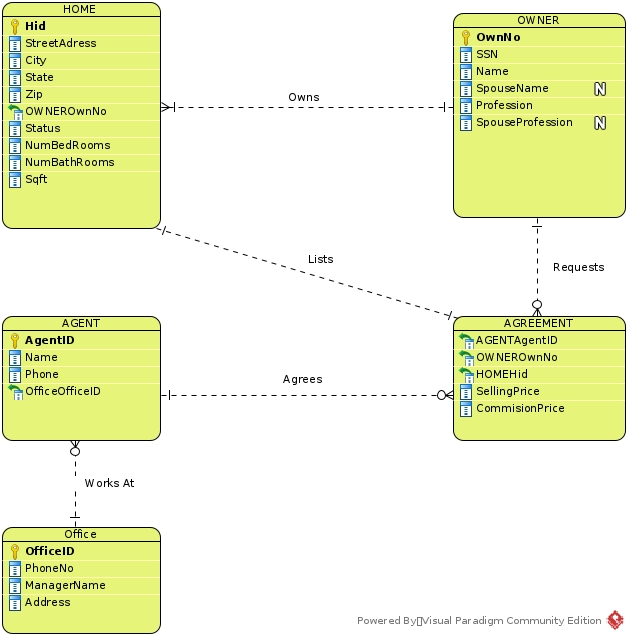 HOME
Hid
StreetAdress
City
State
Zip
OWNEROwnNo
Status
NumBedRooms
NumBathRooms
Sqft
Owns
OWNER
OwnNo
SSN
Name
SpouseName N
Profession
SpouseProfession N
Lists
Requests
AGENT
AgentID
Name
Phone
OfficeOfficeID
Agrees
AGREEMENT
AGENTAgentID
OWNEROwnNo
HOMEHid
SellingPrice
CommisionPrice
Works At
Office
OfficeID
PhoneNo
ManagerName
Address
Powered By▯Visual Paradigm Community Edition